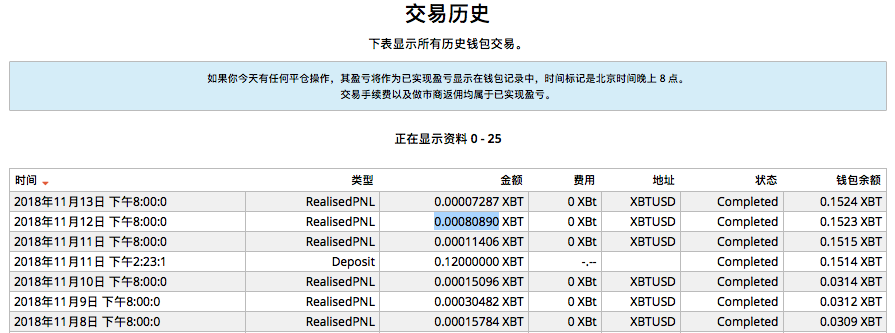 交易历史
下表显示所有历史钱包交易。
如果你今天有任何平仓操作，其盈亏将作为已实现盈亏显示在钱包记录中，时间标记是北京时间晚上 8 点。
交易手续费以及做市商返佣均属于已实现盈亏。
正在显示资料 0 - 25
时间 类型 金额 费用 地址 状态 钱包余额
2018年11月13日 下午8:00:0 RealisedPNL 0.00007287 XBT 0 XBt XBTUSD Completed 0.1524 XBT
2018年11月12日 下午8:00:0 RealisedPNL 0.00080890 XBT 0 XBt XBTUSD Completed 0.1523 XBT
2018年11月11日 下午8:00:0 RealisedPNL 0.00011406 XBT 0 XBt XBTUSD Completed 0.1515 XBT
2018年11月11日 下午2:23:1 Deposit 0.12000000 XBT -.-- Completed 0.1514 XBT
2018年11月10日 下午8:00:0 RealisedPNL 0.00015096 XBT 0 XBt XBTUSD Completed 0.0314 XBT
2018年11月9日 下午8:00:0 RealisedPNL 0.00030482 XBT 0 XBt XBTUSD Completed 0.0312 XBT
2018年11月8日 下午8:00:0 RealisedPNL 0.00015784 XBT 0 XBt XBTUSD Completed 0.0309 XBT